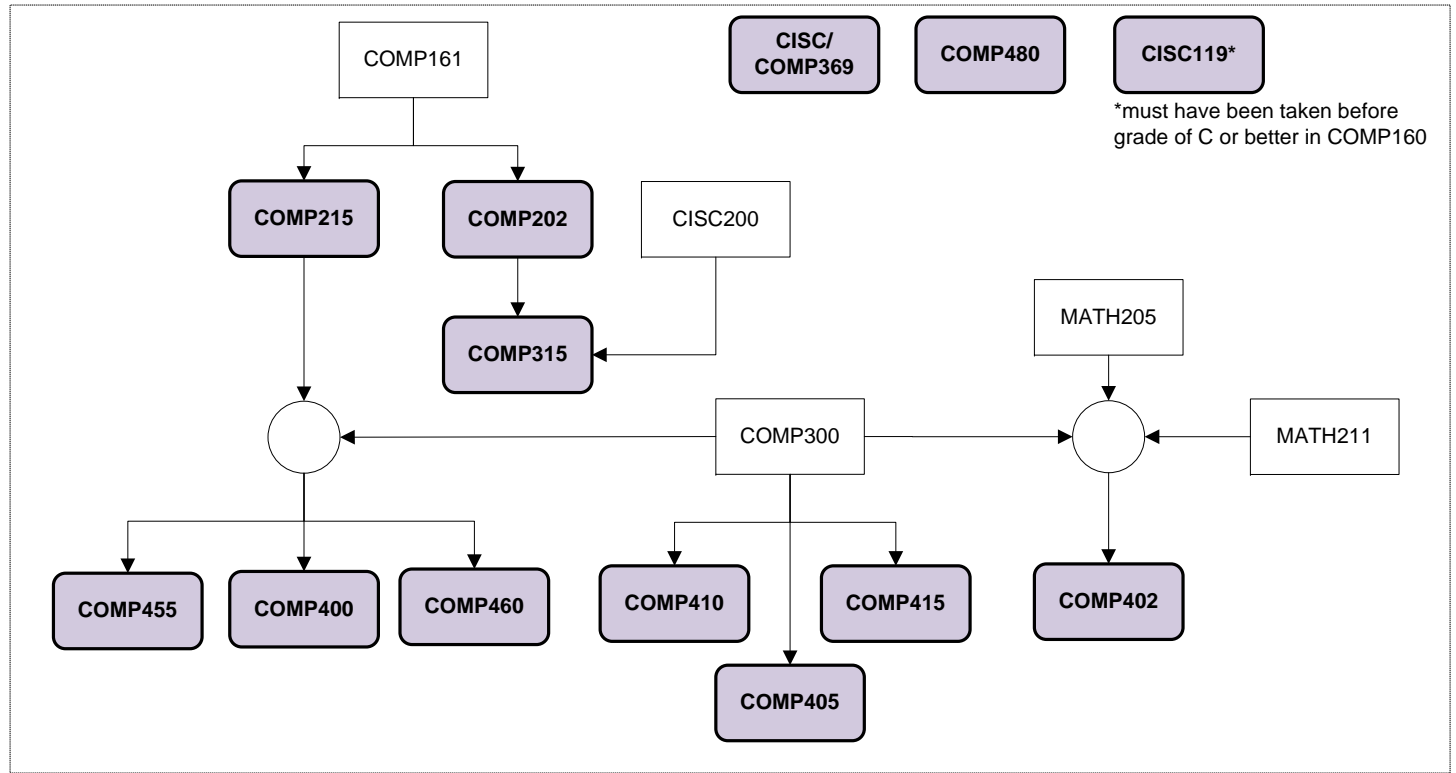 COMP161
CISC/
COMP369
COMP480
CISC119*
*must have been taken before
grade of C or better in COMP160
COMP215
COMP202
CISC200
COMP315
MATH205
COMP300
MATH211
COMP455
COMP400
COMP460
COMP410
COMP415
COMP402
COMP405